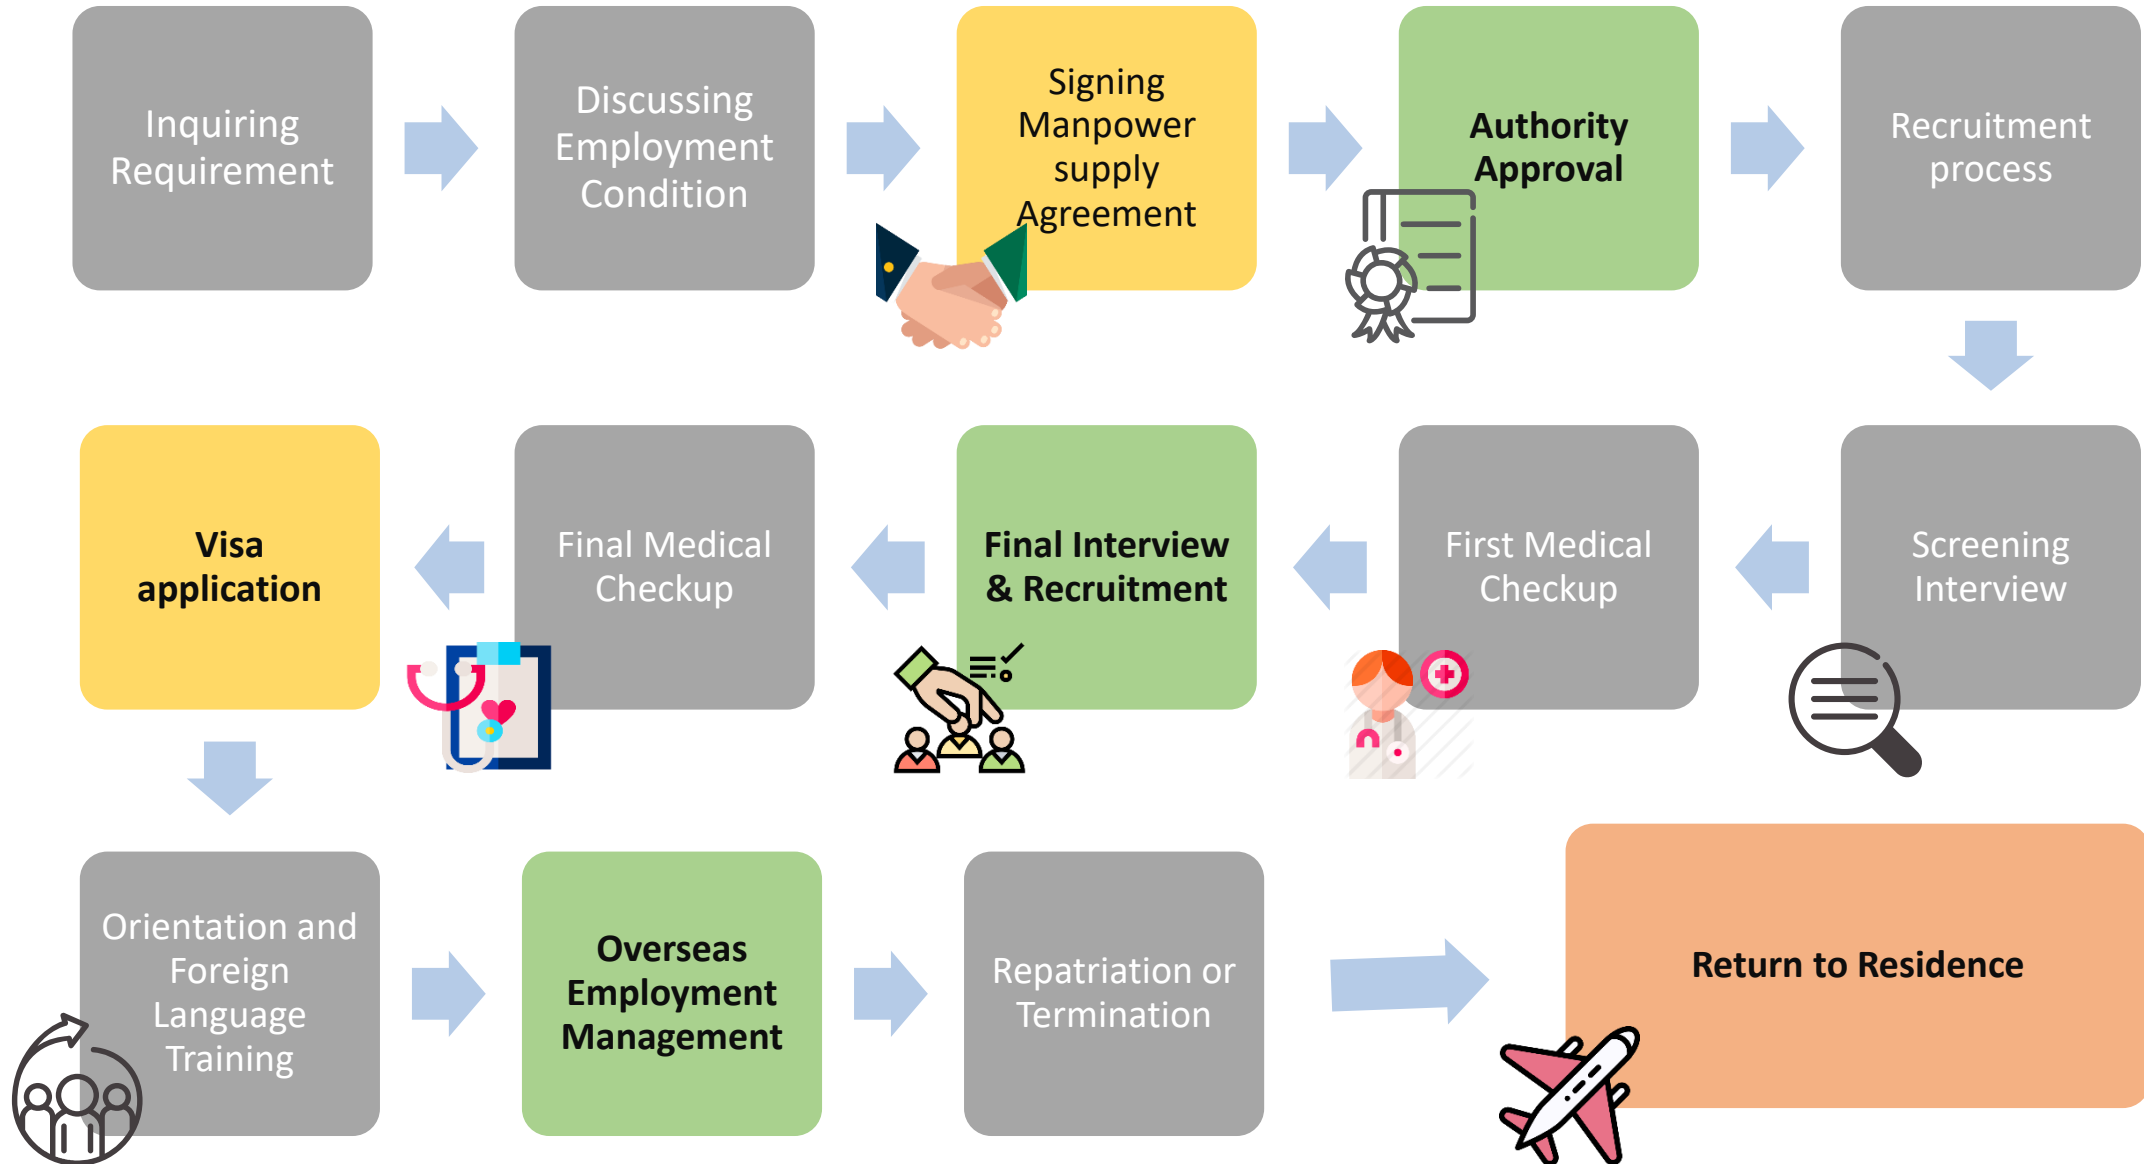 Inquiring
Requirement
Discussing
Employment
Condition
Signing
Manpower
supply
Agreement
Authority
Approval
Recruitment
process
Visa
application
Final Medical
Checkup
Final Interview
& Recruitment
First Medical
Checkup
Screening
Interview
Orientation and
Foreign
Language
Training
Overseas
Employment
Management
Repatriation or
Termination
Return to Residence